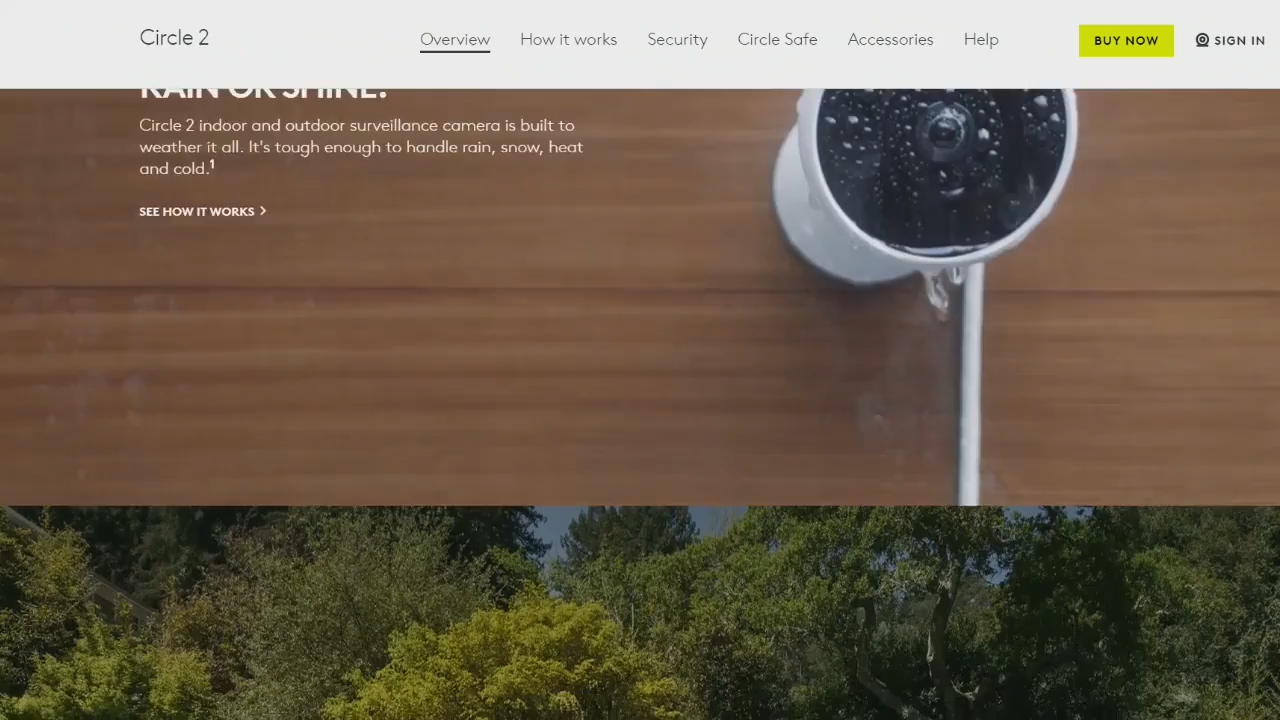 Circle 2
Overview
How it works
Security
Circle Safe
Accessories
Help
BUY NOW
SIGN IN
RAIN OR SHINE.
Circle 2 indoor and outdoor surveillance camera is built to
weather it all. It's tough enough to handle rain, snow, heat
and cold.1
SEE HOW IT WORKS